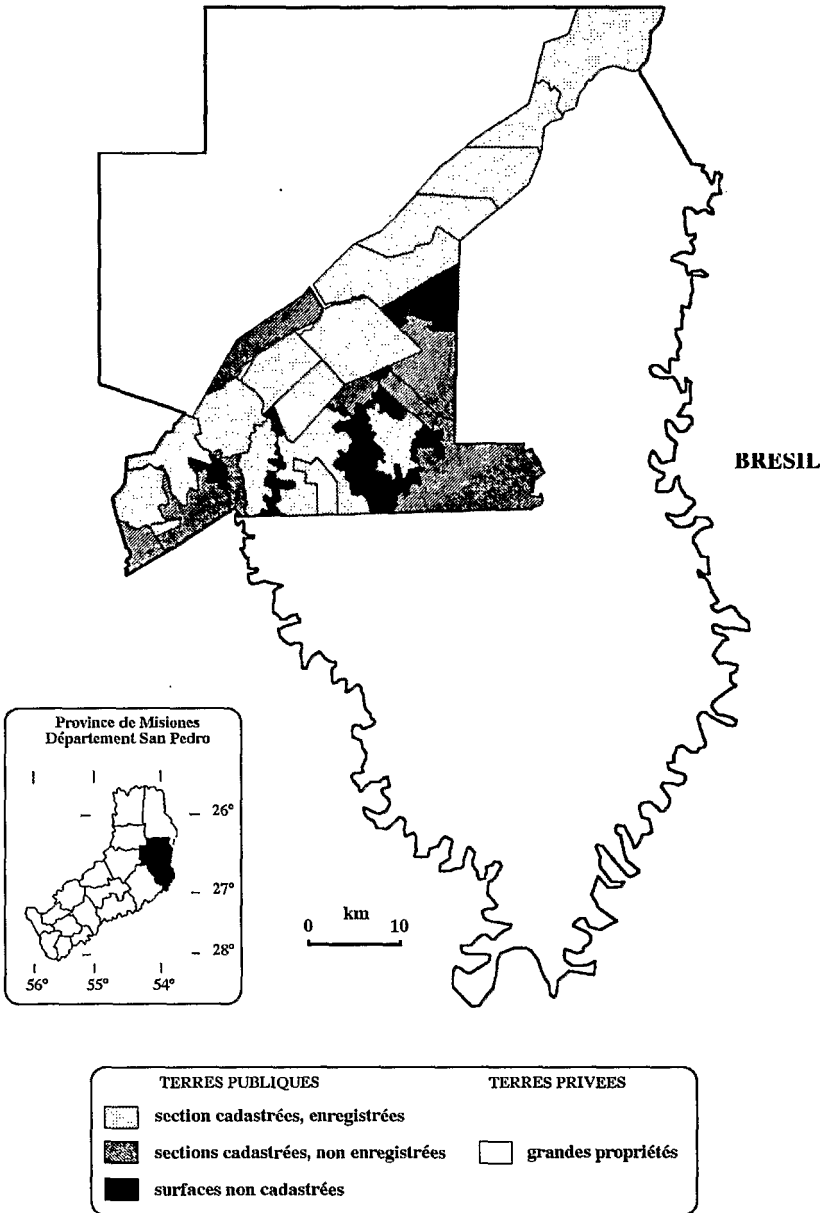 BRESIL
Province de Misiones
Département San Pedro
26°
27°
28°
56° 55° 54°
km
0 10
TERRES PUBLIQUES
section cadastrées, enregistrées
sections cadastrées, non enregistrées
surfaces non cadastrées
TERRES PRIVEES
grandes propriétés